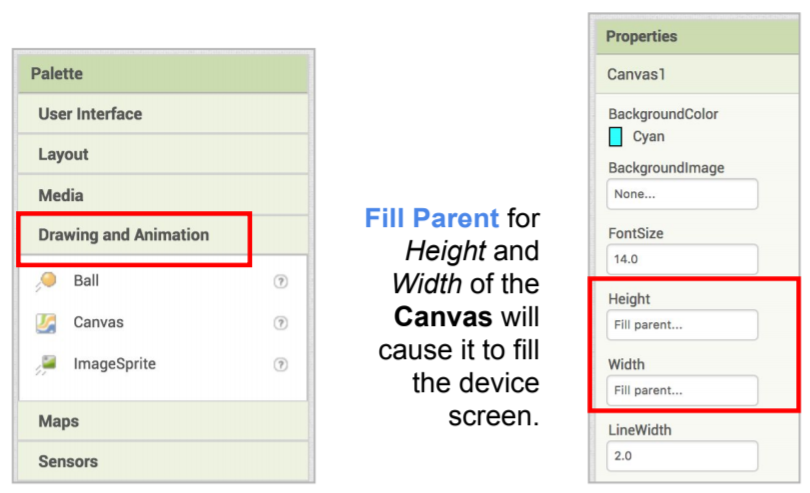 Palette
User Interface
Layout
Media
Drawing and Animation
Ball
?
Canvas
?
ImageSprite
?
Maps
Sensors
Fill Parent for
Height and
Width of the
Canvas will
cause it to fill
the device
screen.
Properties
Canvas1
BackgroundColor
Cyan
BackgroundImage
None...
FontSize
14.0
Height
Fill parent...
Width
Fill parent...
LineWidth
2.0